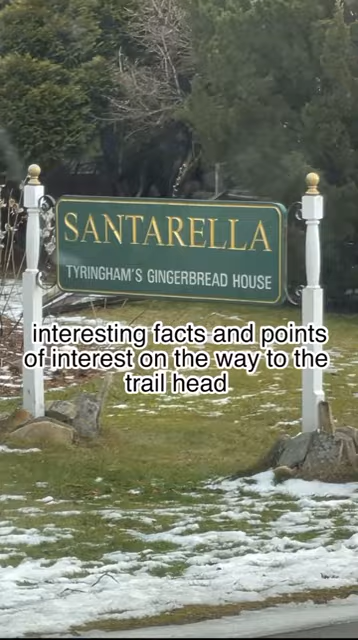 SANTARELLA
TYRINGHAM'S GINGERBREAD HOUSE
interesting facts and points
of interest on the way to the
trail head